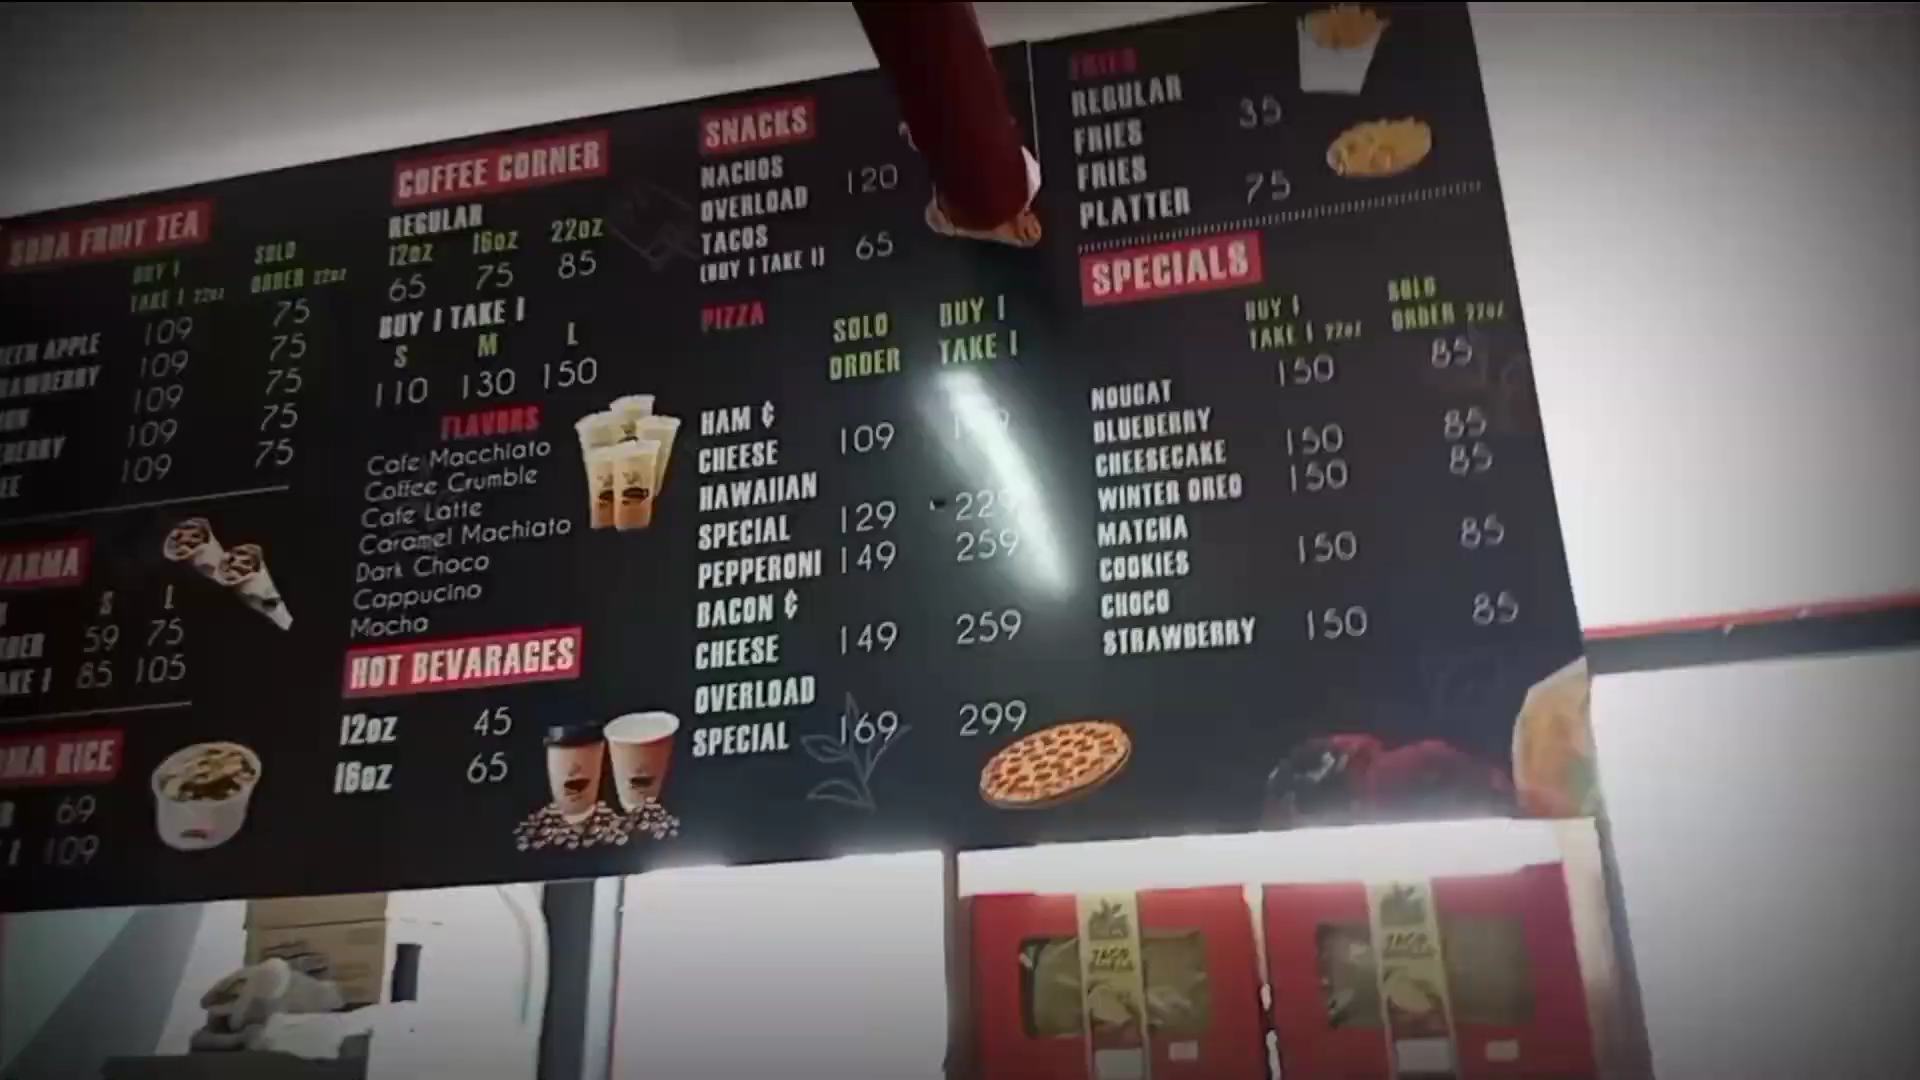 SODA FRUIT TEA
BUY 1 TAKE 1 22oz
SOLO ORDER 22oz
APPLE 109 75
109 75
109 75
109 75
109 75
S L
59 75
85 105
RICE
69
109
COFFEE CORNER
REGULAR
12oz 16oz 22oz
65 75 85
BUY 1 TAKE 1
S M L
110 130 150
FLAVORS
Cafe Macchiato
Coffee Crumble
Cafe Latte
Caramel Machiato
Dark Choco
Cappucino
Mocha
HOT BEVARAGES
12oz 45
16oz 65
SNACKS
NACHOS
OVERLOAD 120
TACOS
(BUY 1 TAKE 1) 65
PIZZA
SOLO ORDER
BUY 1 TAKE 1
HAM &
CHEESE 109
HAWAIIAN
SPECIAL 129
PEPPERONI 149 259
BACON &
CHEESE 149 259
OVERLOAD
SPECIAL 169 299
FRIES
REGULAR
FRIES 35
FRIES
PLATTER 75
SPECIALS
BUY 1 TAKE 1 22oz
SOLO ORDER 22oz
NOUGAT 150 85
BLUEBERRY
CHEESECAKE 150 85
WINTER OREO 150 85
MATCHA
COOKIES 150 85
CHOCO
STRAWBERRY 150 85
TACO
TACO